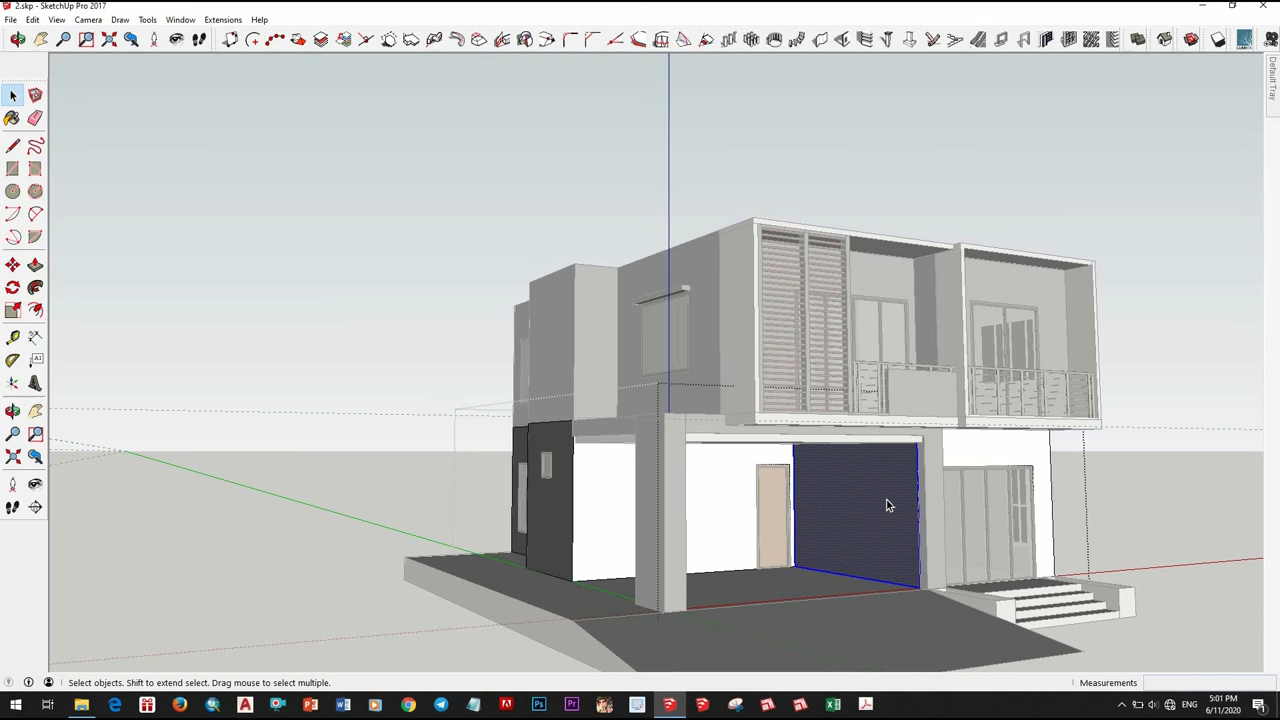 2.skp - SketchUp Pro 2017
File Edit View Camera Draw Tools Window Extensions Help
Default Tray
A1
Select objects. Shift to extend select. Drag mouse to select multiple.
Measurements
ENG
5:01 PM
6/11/2020